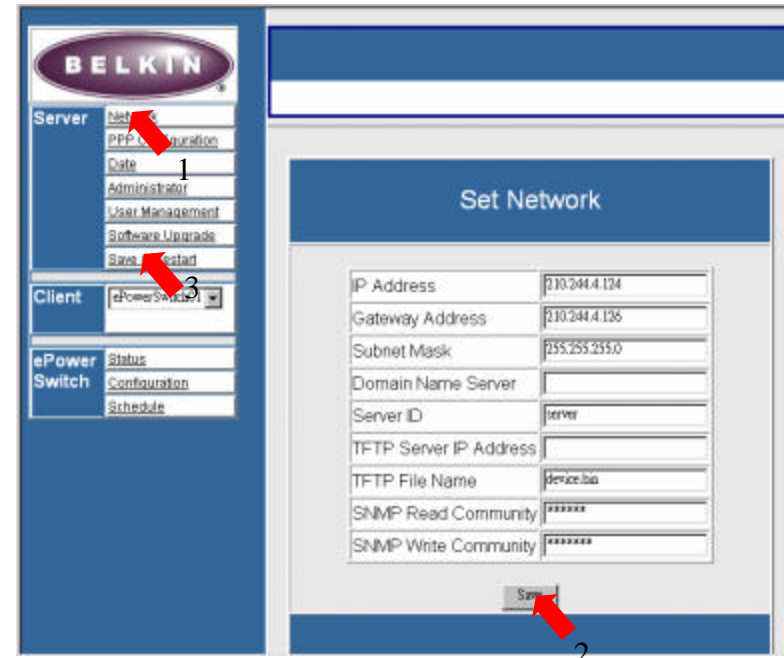 BELKIN
®
Server
Network
PPP Configuration
1
Date
Administrator
User Management
Software Upgrade
Save Restart
3
Client
ePowerSwitch1
ePower
Switch
Status
Configuration
Schedule
Set Network
IP Address 210.244.4.124
Gateway Address 210.244.4.126
Subnet Mask 255.255.255.0
Domain Name Server
Server ID server
TFTP Server IP Address
TFTP File Name device.bin
SNMP Read Community ******
SNMP Write Community *******
Save
2